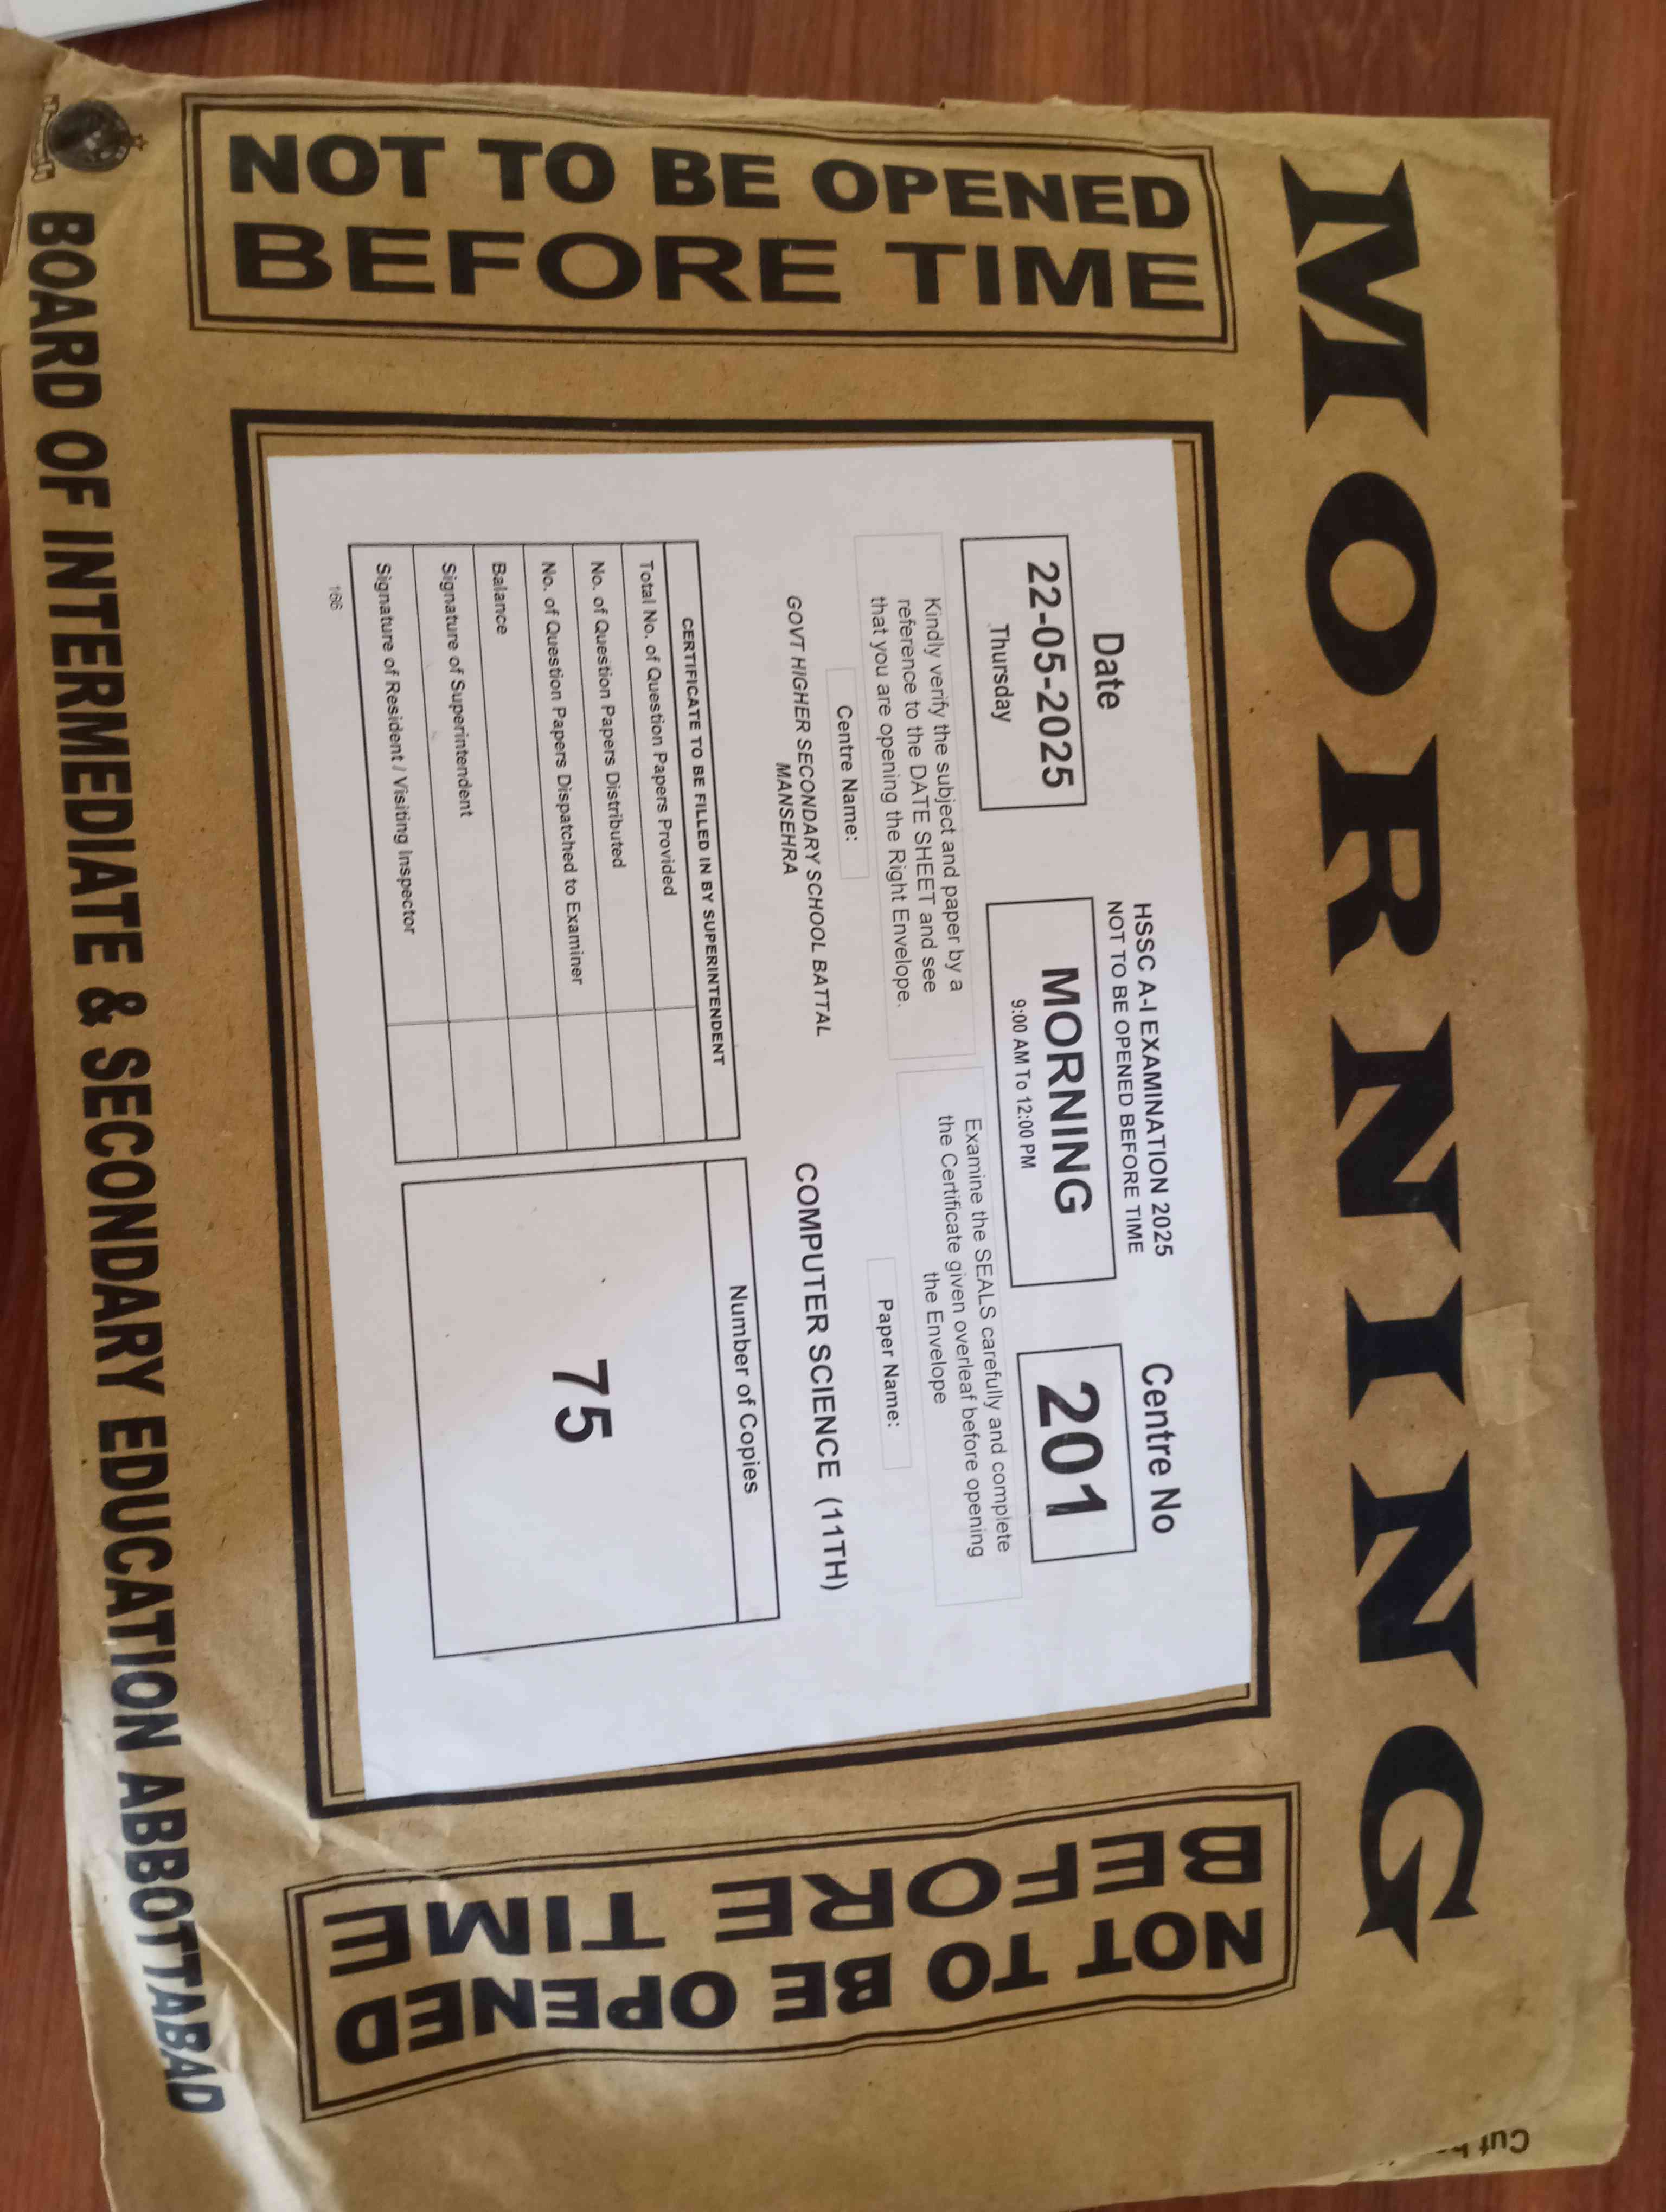 MORNING
NOT TO BE OPENED
BEFORE TIME
HSSC A-I EXAMINATION 2025
NOT TO BE OPENED BEFORE TIME
Date
Centre No
22-05-2025
Thursday
MORNING
9:00 AM To 12:00 PM
201
Kindly verify the subject and paper by a
reference to the DATE SHEET and see
that you are opening the Right Envelope.
Examine the SEALS carefully and complete
the Certificate given overleaf before opening
the Envelope
Centre Name:
Paper Name:
GOVT HIGHER SECONDARY SCHOOL BATTAL
MANSEHRA
COMPUTER SCIENCE (11TH)
CERTIFICATE TO BE FILLED IN BY SUPERINTENDENT
Total No. of Question Papers Provided
No. of Question Papers Distributed
No. of Question Papers Dispatched to Examiner
Balance
Signature of Superintendent
Signature of Resident / Visiting Inspector
166
Number of Copies
75
NOT TO BE OPENED
BEFORE TIME
BOARD OF INTERMEDIATE & SECONDARY EDUCATION ABBOTTABAD
Cut